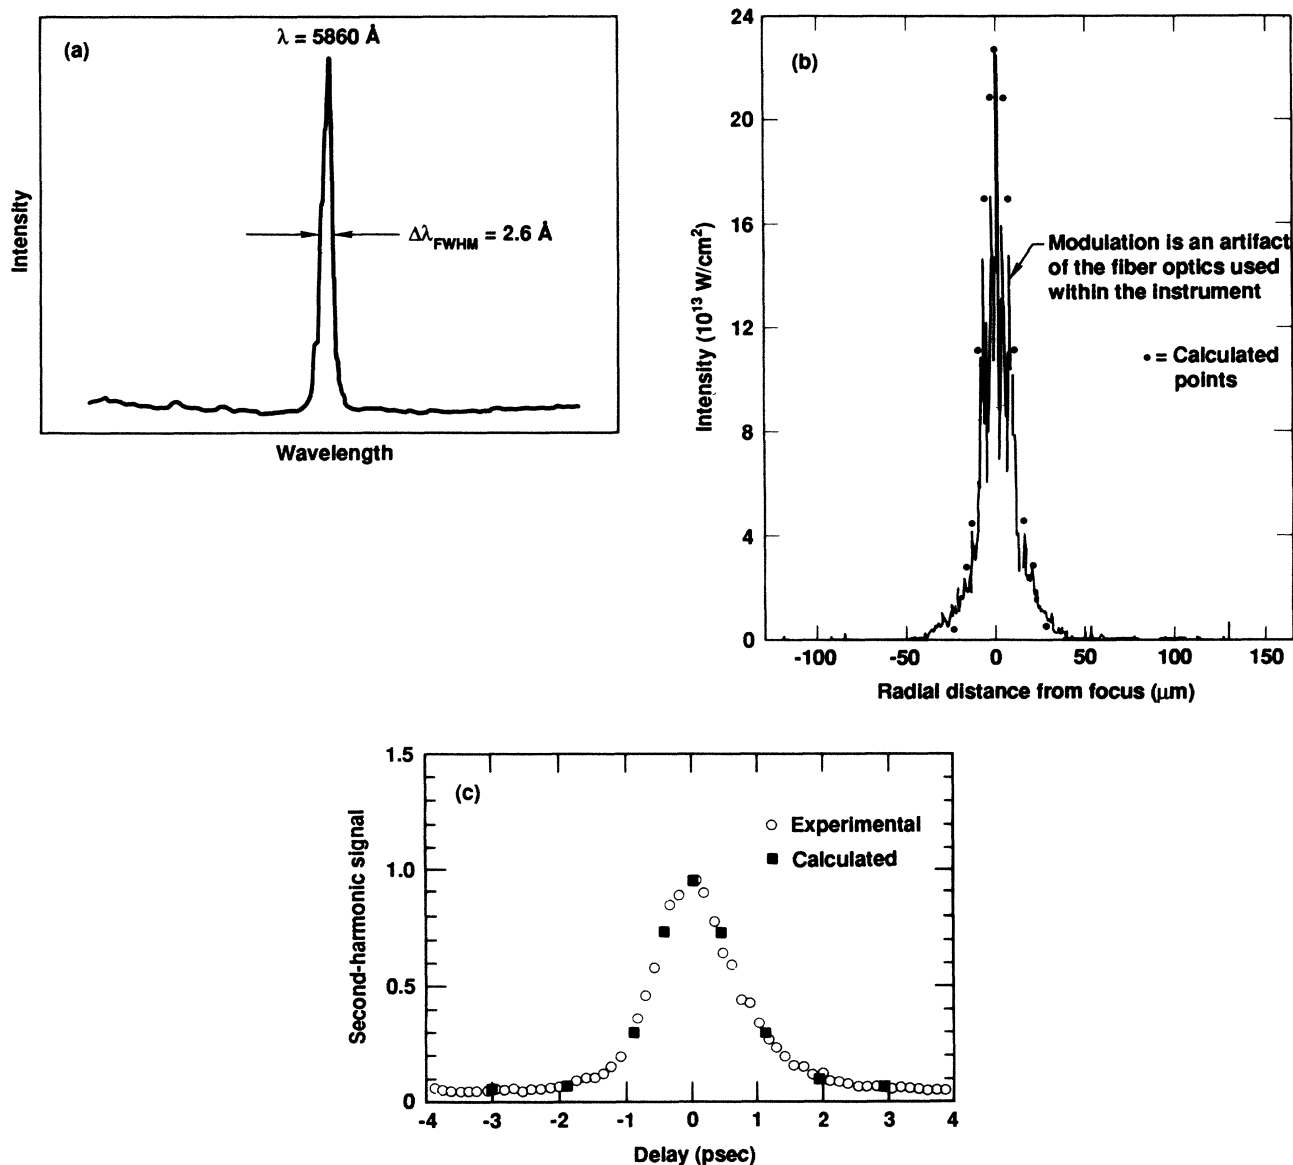 (a)
λ = 5860 Å
Δλ_FWHM = 2.6 Å
Intensity
Wavelength
(b)
24
20
16
12
8
4
0
Intensity (10^13 W/cm^2)
Modulation is an artifact
of the fiber optics used
within the instrument
• = Calculated
points
-100 -50 0 50 100 150
Radial distance from focus (μm)
(c)
1.5
1.0
0.5
0
Second-harmonic signal
○ Experimental
■ Calculated
-4 -3 -2 -1 0 1 2 3 4
Delay (psec)